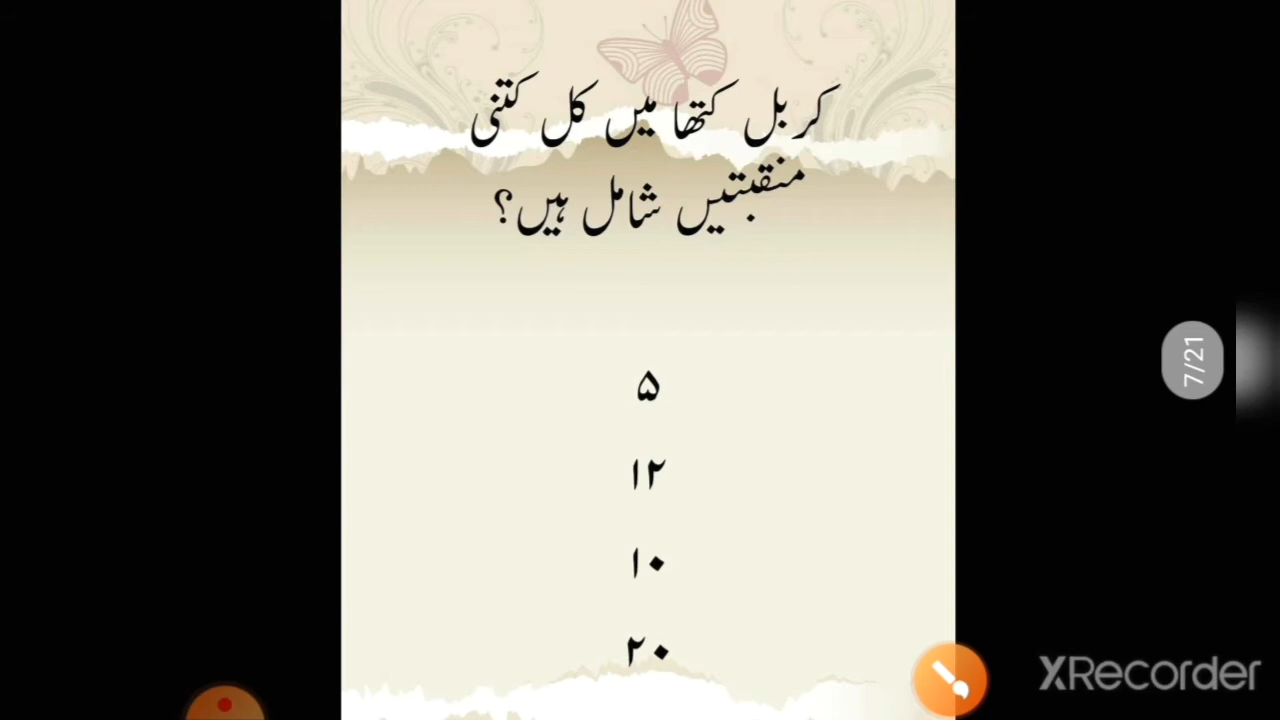 کربل کتھا میں کل کتنی
منقبتیں شامل ہیں؟
۵
۱۲
۱۰
۲۰
7/21
XRecorder